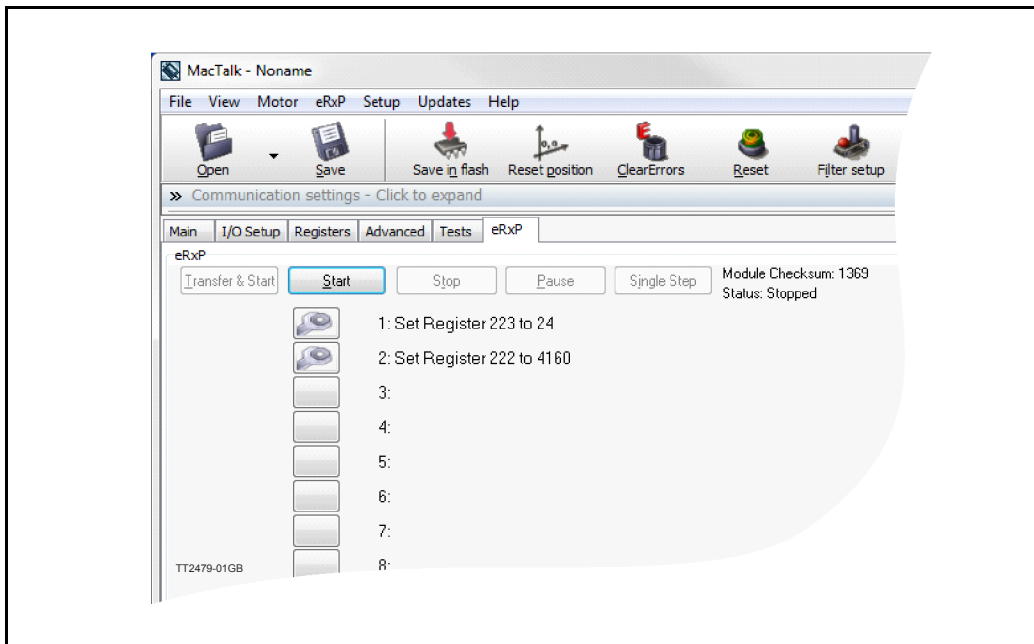 MacTalk - Noname
File View Motor eRxP Setup Updates Help
Open Save Save in flash Reset position ClearErrors Reset Filter setup
» Communication settings - Click to expand
Main I/O Setup Registers Advanced Tests eRxP
eRxP
Transfer & Start Start Stop Pause Single Step
Module Checksum: 1369
Status: Stopped
1: Set Register 223 to 24
2: Set Register 222 to 4160
3:
4:
5:
6:
7:
8:
TT2479-01GB